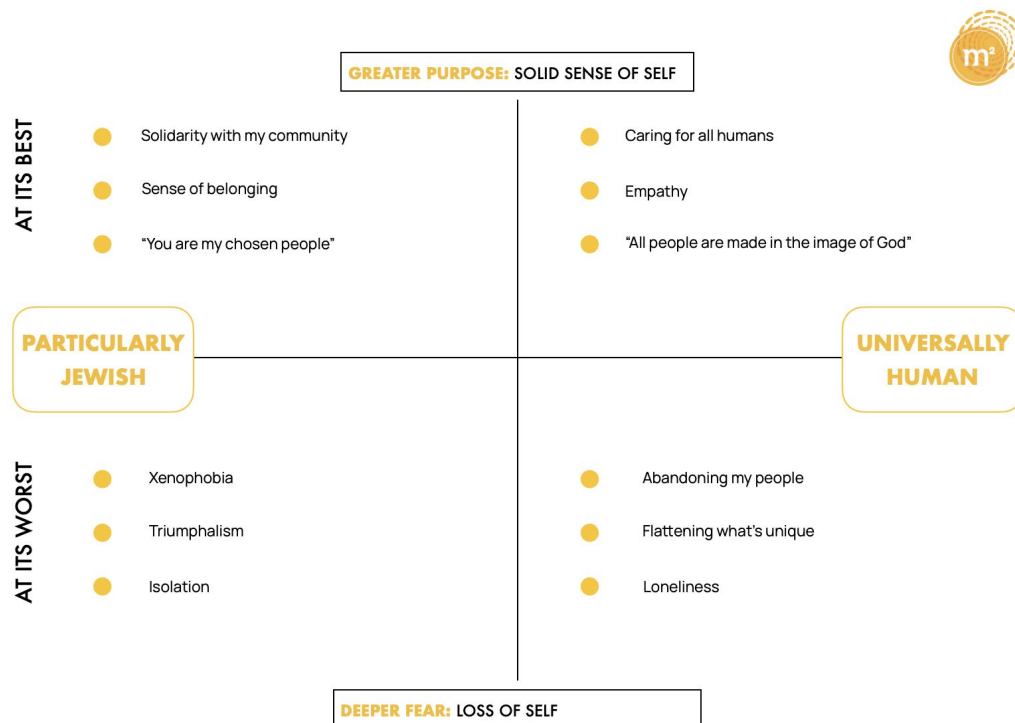 m²
GREATER PURPOSE: SOLID SENSE OF SELF
AT ITS BEST
Solidarity with my community
Sense of belonging
“You are my chosen people”
Caring for all humans
Empathy
“All people are made in the image of God”
PARTICULARLY
JEWISH
UNIVERSALLY
HUMAN
AT ITS WORST
Xenophobia
Triumphalism
Isolation
Abandoning my people
Flattening what's unique
Loneliness
DEEPER FEAR: LOSS OF SELF